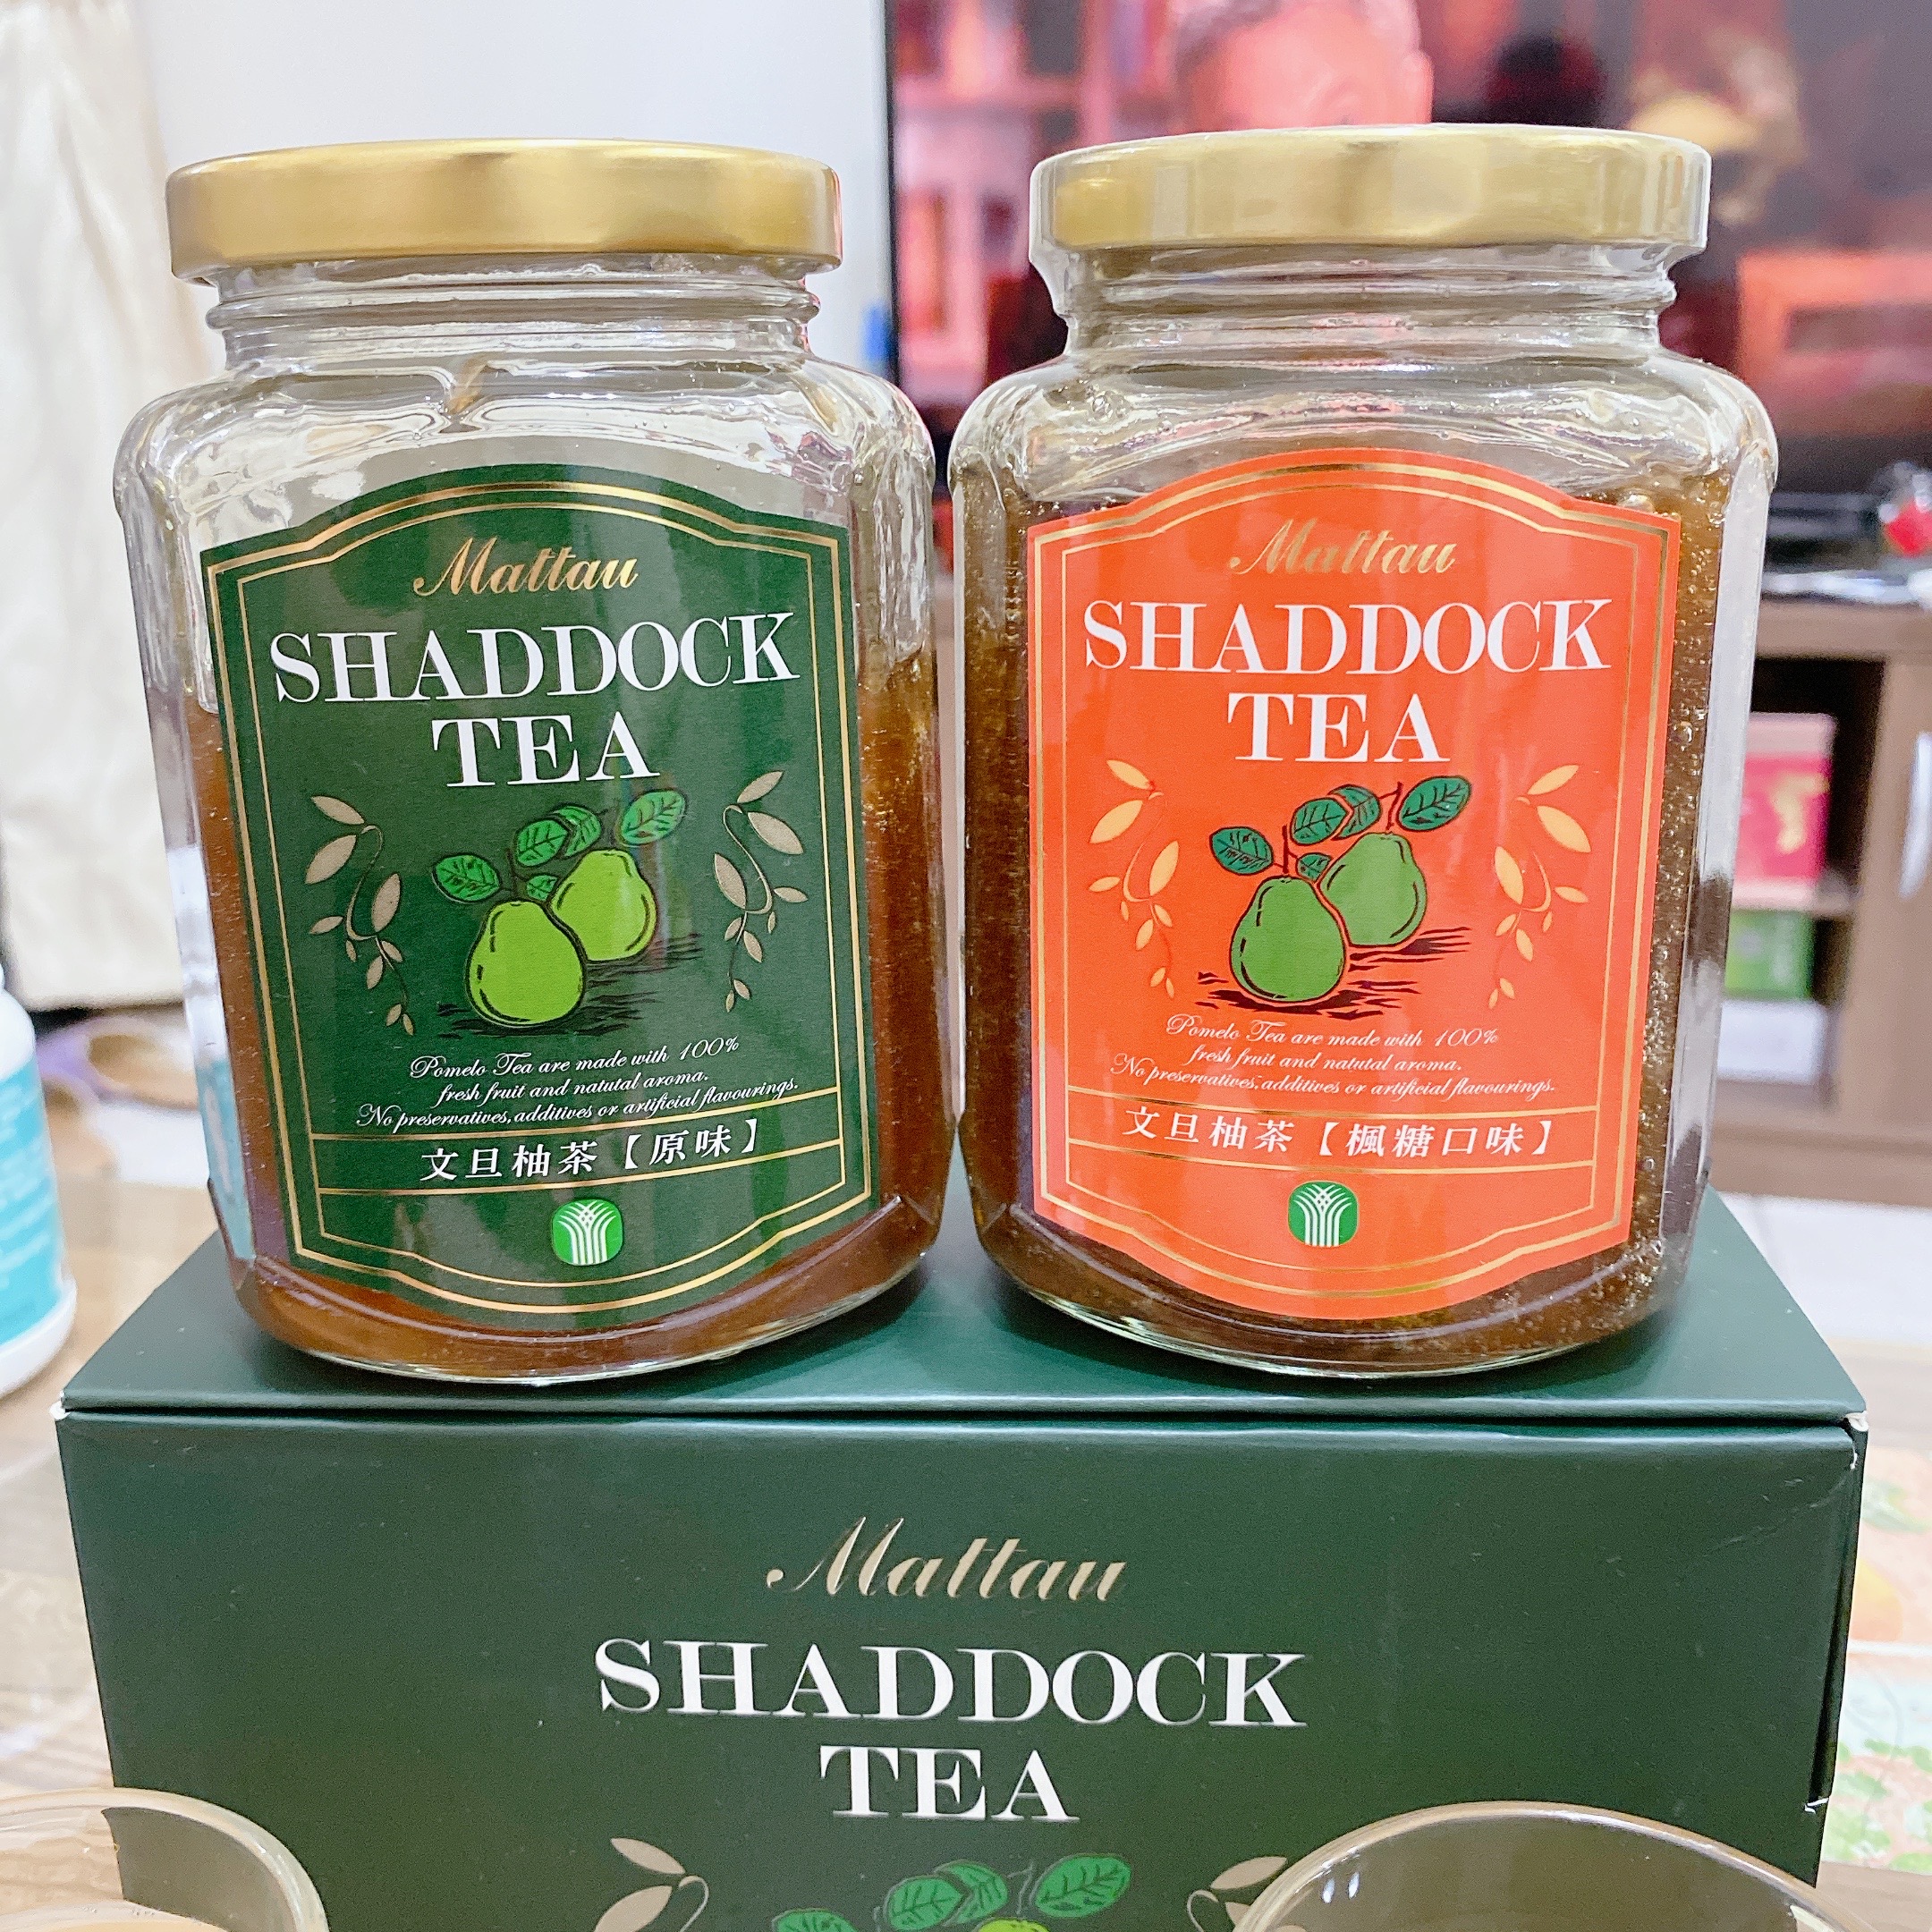 Mattau
SHADDOCK
TEA
Pomelo Tea are made with 100%
fresh fruit and natutal aroma.
No preservatives,additives or artificial flavourings.
文旦柚茶【原味】
Mattau
SHADDOCK
TEA
Pomelo Tea are made with 100%
fresh fruit and natutal aroma.
No preservatives,additives or artificial flavourings.
文旦柚茶【楓糖口味】
Mattau
SHADDOCK
TEA